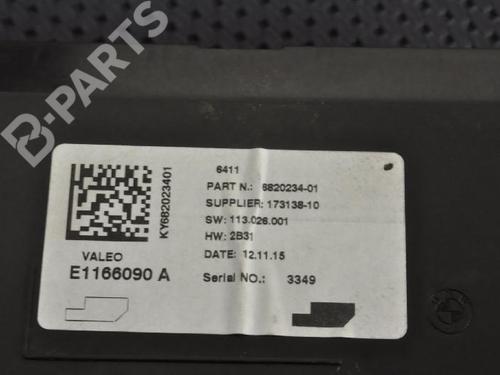 B-PARTS
6411
PART N.: 6820234-01
SUPPLIER: 173138-10
SW: 113.026.001
HW: 2B31
DATE: 12.11.15
Serial NO.: 3349
KY682023401
VALEO
E1166090 A